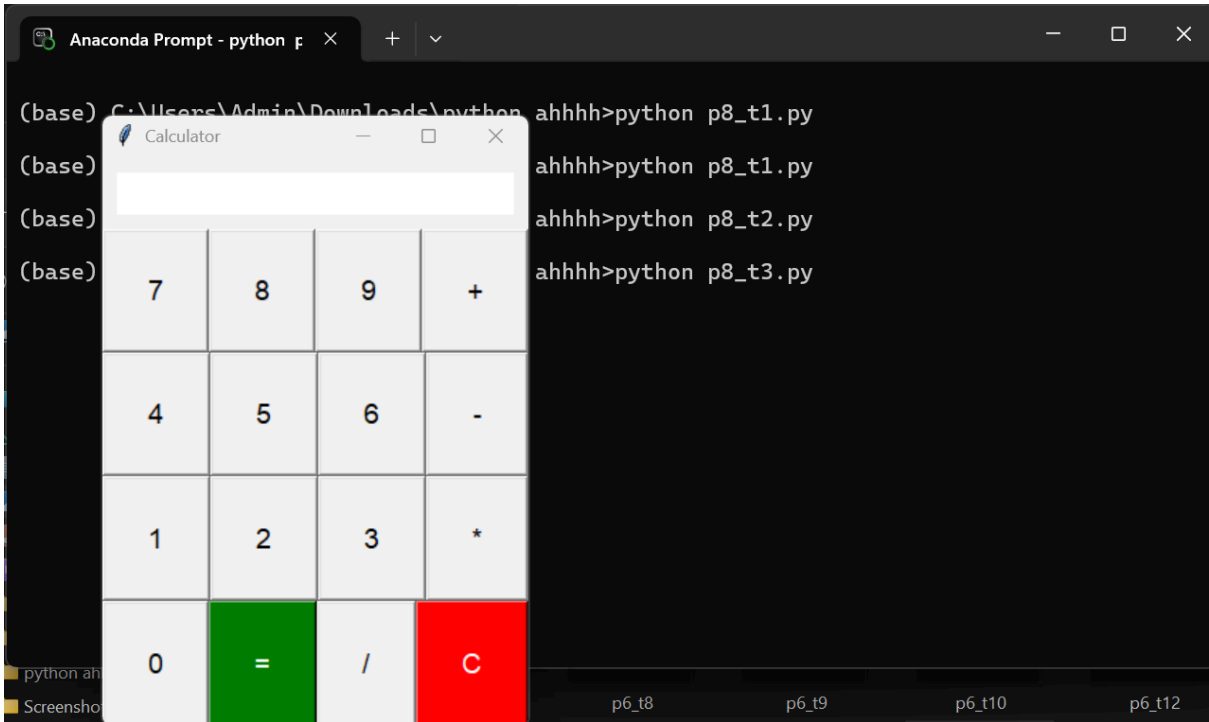 Anaconda Prompt - python p
(base) C:\Users\Admin\Downloads\python ahhhh>python p8_t1.py
Calculator
(base) ahhhh>python p8_t1.py
(base) ahhhh>python p8_t2.py
(base) ahhhh>python p8_t3.py
7 8 9 +
4 5 6 -
1 2 3 *
0 = / C
python ah
Screensho p6_t8 p6_t9 p6_t10 p6_t12